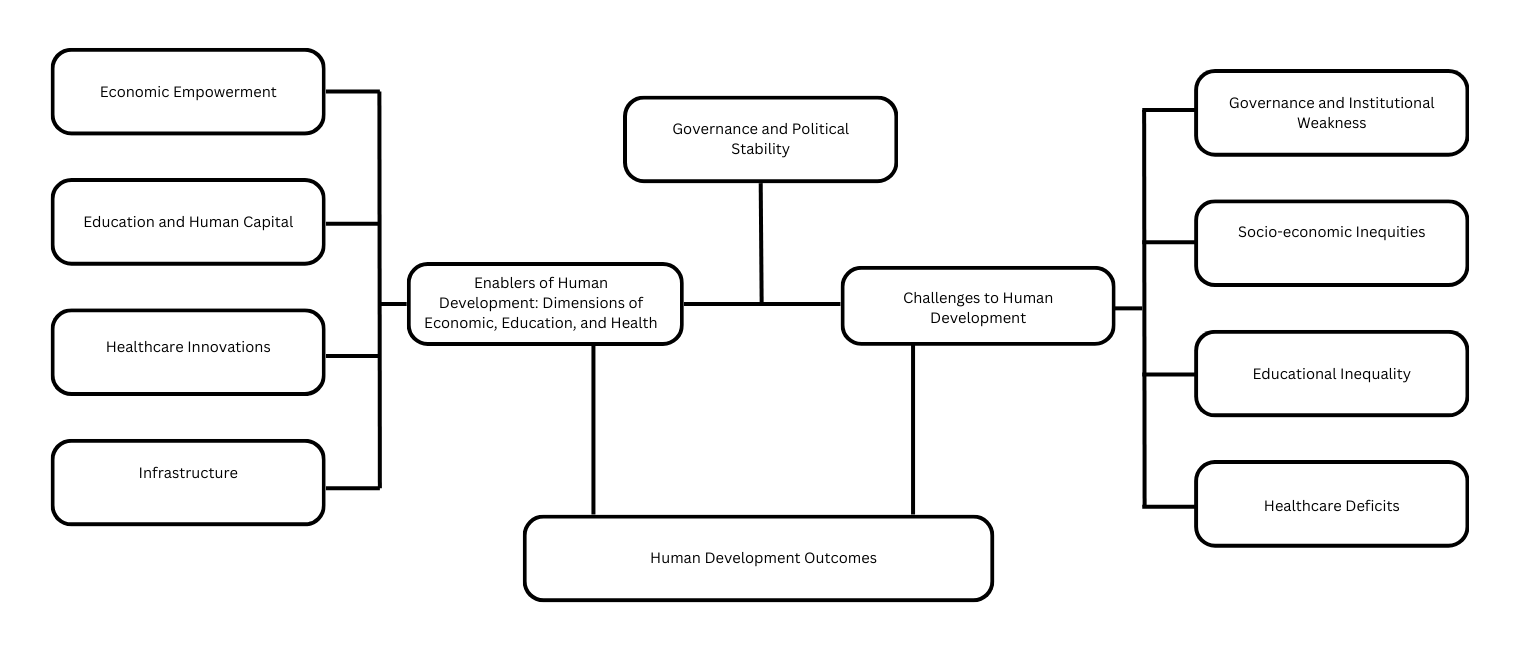 Economic Empowerment
Education and Human Capital
Healthcare Innovations
Infrastructure
Governance and Political
Stability
Enablers of Human
Development: Dimensions of
Economic, Education, and Health
Challenges to Human
Development
Human Development Outcomes
Governance and Institutional
Weakness
Socio-economic Inequities
Educational Inequality
Healthcare Deficits